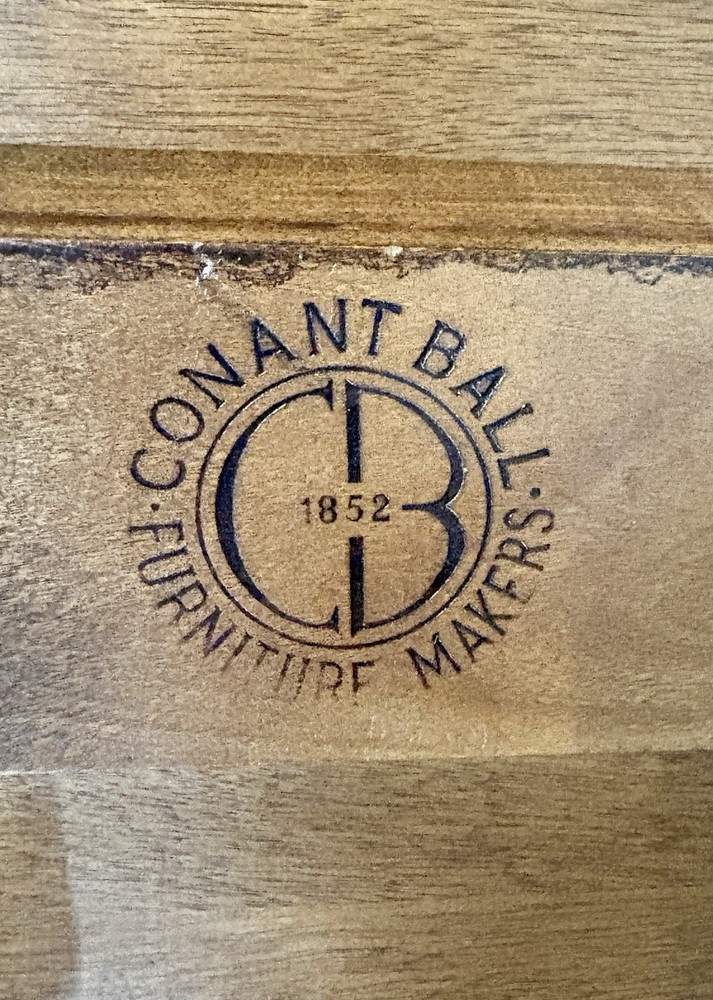 CONANT BALL
CB
1852
·FURNITURE MAKERS·